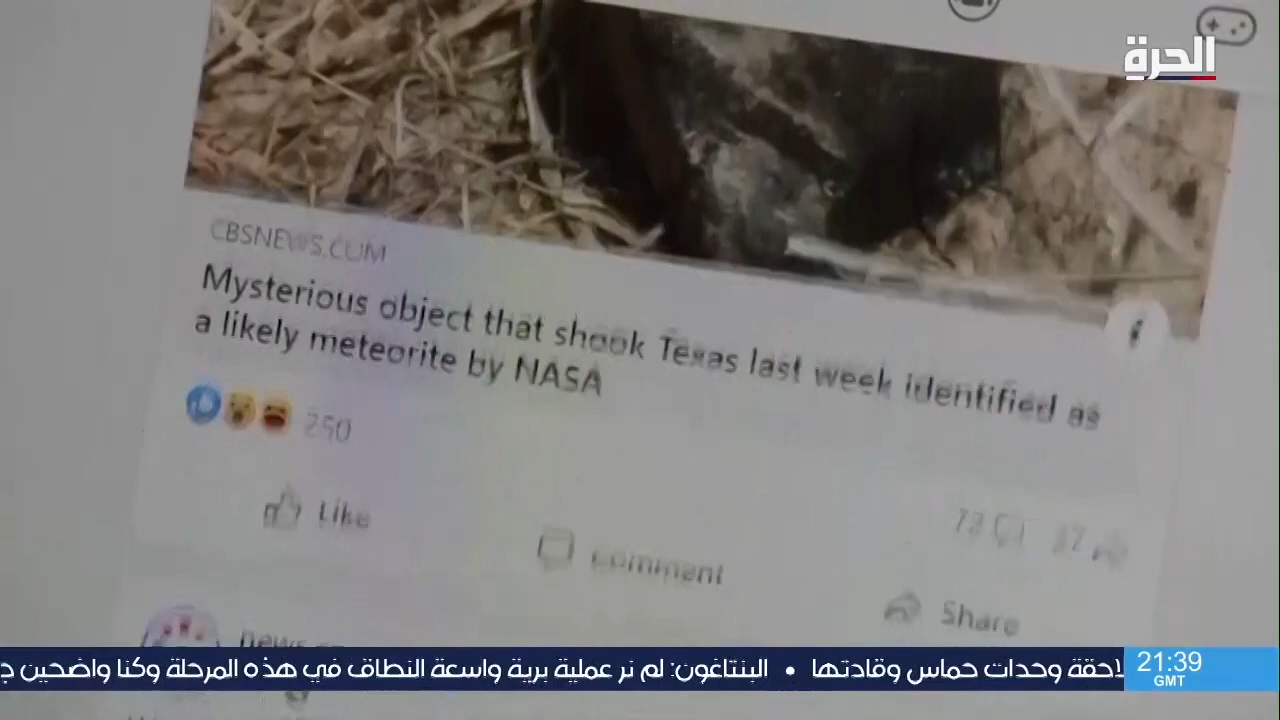 الحرة
CBSNEWS.COM
Mysterious object that shook Texas last week identified as
a likely meteorite by NASA
250
Like
Comment
Share
لاحقة وحدات حماس وقادتها • البنتاغون: لم نر عملية برية واسعة النطاق في هذه المرحلة وكنا واضحين
21:39
GMT